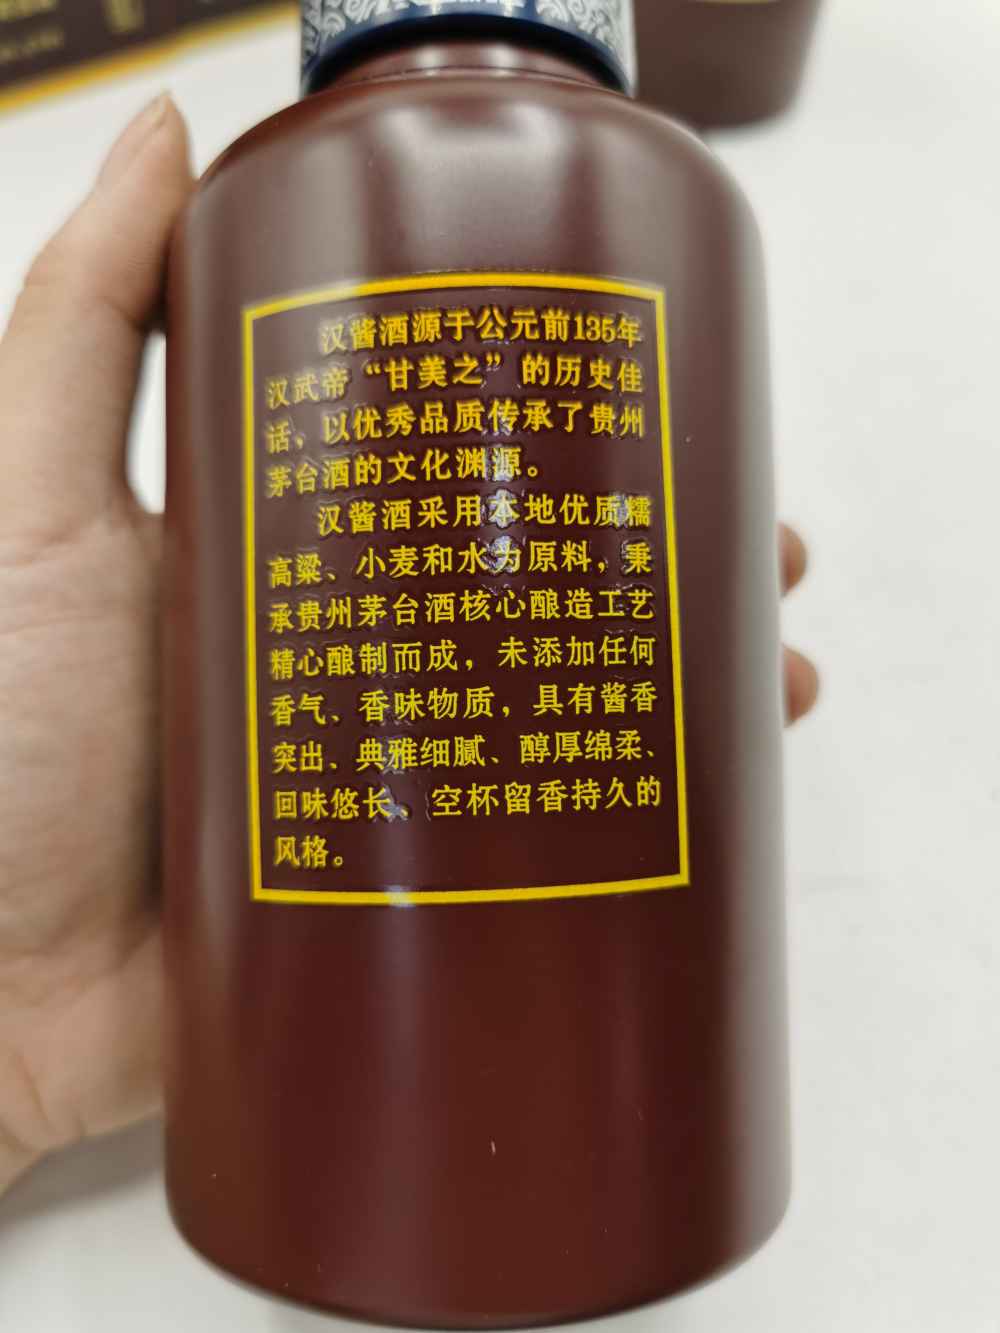 汉酱酒源于公元前135年
汉武帝“甘美之”的历史佳
话，以优秀品质传承了贵州
茅台酒的文化渊源。
汉酱酒采用本地优质糯
高粱、小麦和水为原料，秉
承贵州茅台酒核心酿造工艺
精心酿制而成，未添加任何
香气、香味物质，具有酱香
突出、典雅细腻、醇厚绵柔、
回味悠长、空杯留香持久的
风格。